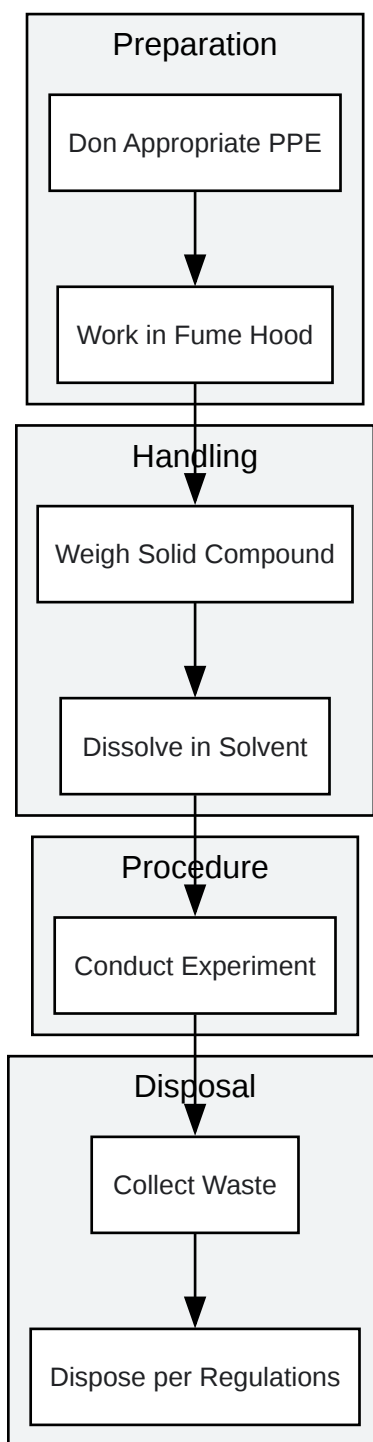 Preparation
Don Appropriate PPE
Work in Fume Hood
Handling
Weigh Solid Compound
Dissolve in Solvent
Procedure
Conduct Experiment
Disposal
Collect Waste
Dispose per Regulations